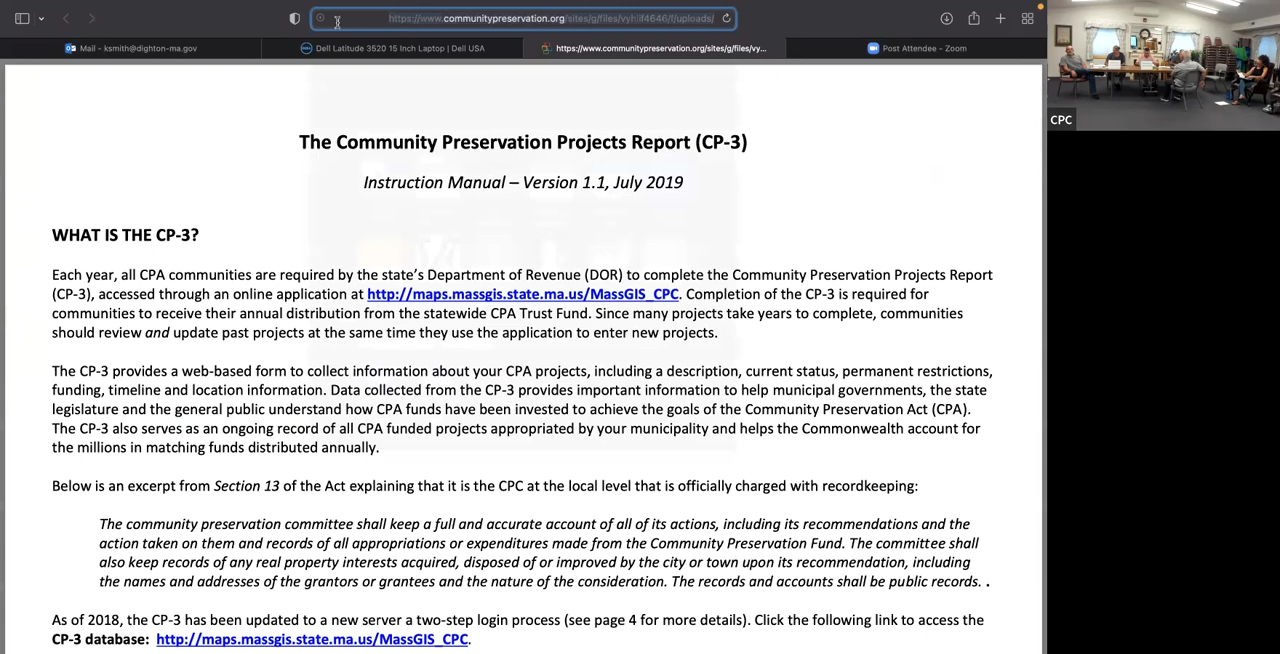 https://www.communitypreservation.org/sites/g/files/vyhlif4646/f/uploads/
Mail - ksmith@dighton-ma.gov
Dell Latitude 3520 15 Inch Laptop | Dell USA
https://www.communitypreservation.org/sites/g/files/vy...
Post Attendee - Zoom
CPC
The Community Preservation Projects Report (CP-3)
Instruction Manual – Version 1.1, July 2019
WHAT IS THE CP-3?
Each year, all CPA communities are required by the state's Department of Revenue (DOR) to complete the Community Preservation Projects Report
(CP-3), accessed through an online application at http://maps.massgis.state.ma.us/MassGIS_CPC. Completion of the CP-3 is required for
communities to receive their annual distribution from the statewide CPA Trust Fund. Since many projects take years to complete, communities
should review and update past projects at the same time they use the application to enter new projects.
The CP-3 provides a web-based form to collect information about your CPA projects, including a description, current status, permanent restrictions,
funding, timeline and location information. Data collected from the CP-3 provides important information to help municipal governments, the state
legislature and the general public understand how CPA funds have been invested to achieve the goals of the Community Preservation Act (CPA).
The CP-3 also serves as an ongoing record of all CPA funded projects appropriated by your municipality and helps the Commonwealth account for
the millions in matching funds distributed annually.
Below is an excerpt from Section 13 of the Act explaining that it is the CPC at the local level that is officially charged with recordkeeping:
The community preservation committee shall keep a full and accurate account of all of its actions, including its recommendations and the
action taken on them and records of all appropriations or expenditures made from the Community Preservation Fund. The committee shall
also keep records of any real property interests acquired, disposed of or improved by the city or town upon its recommendation, including
the names and addresses of the grantors or grantees and the nature of the consideration. The records and accounts shall be public records. .
As of 2018, the CP-3 has been updated to a new server a two-step login process (see page 4 for more details). Click the following link to access the
CP-3 database: http://maps.massgis.state.ma.us/MassGIS_CPC.